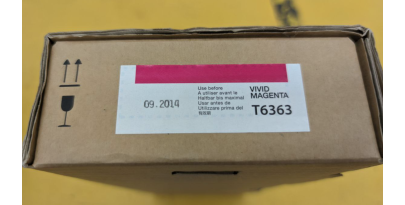 09.2014
Use before
A utiliser avant le
Haltbar bis maximal
Usar antes de
Utilizzare prima del
VIVID
MAGENTA
T6363